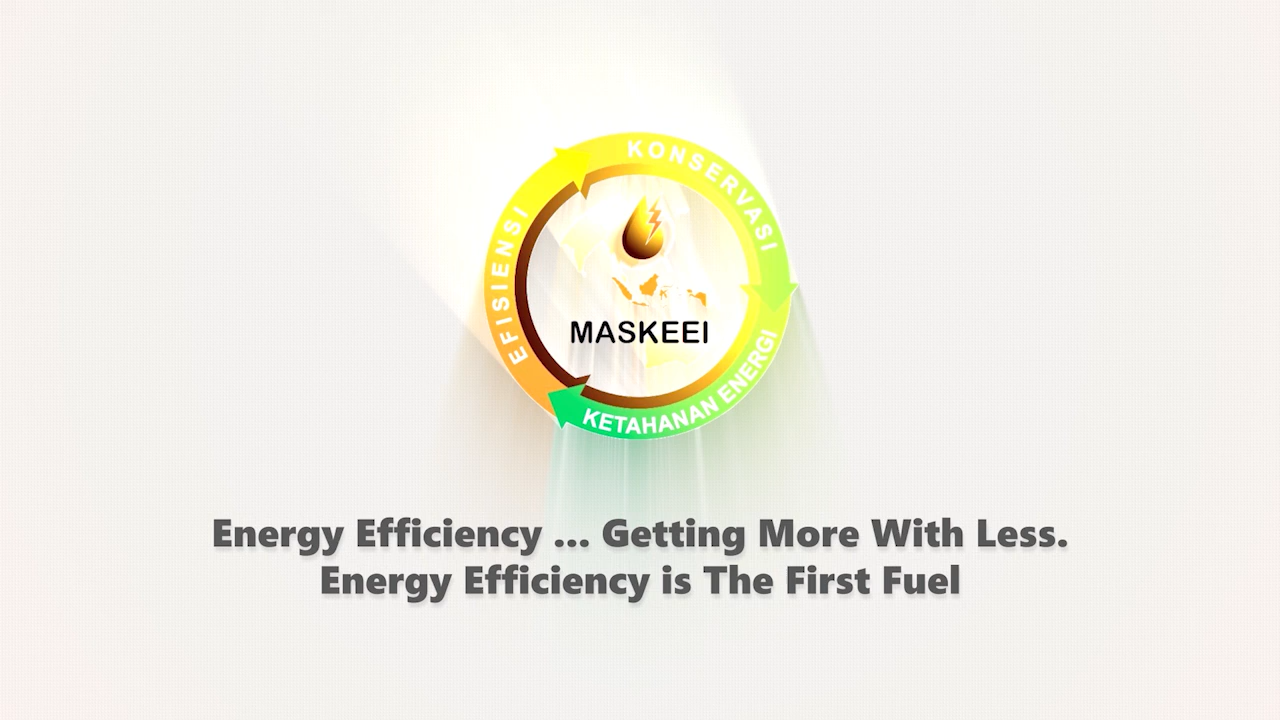 KONSERVASI
EFISIENSI
MASKEEI
KETAHANAN ENERGI
Energy Efficiency ... Getting More With Less.
Energy Efficiency is The First Fuel